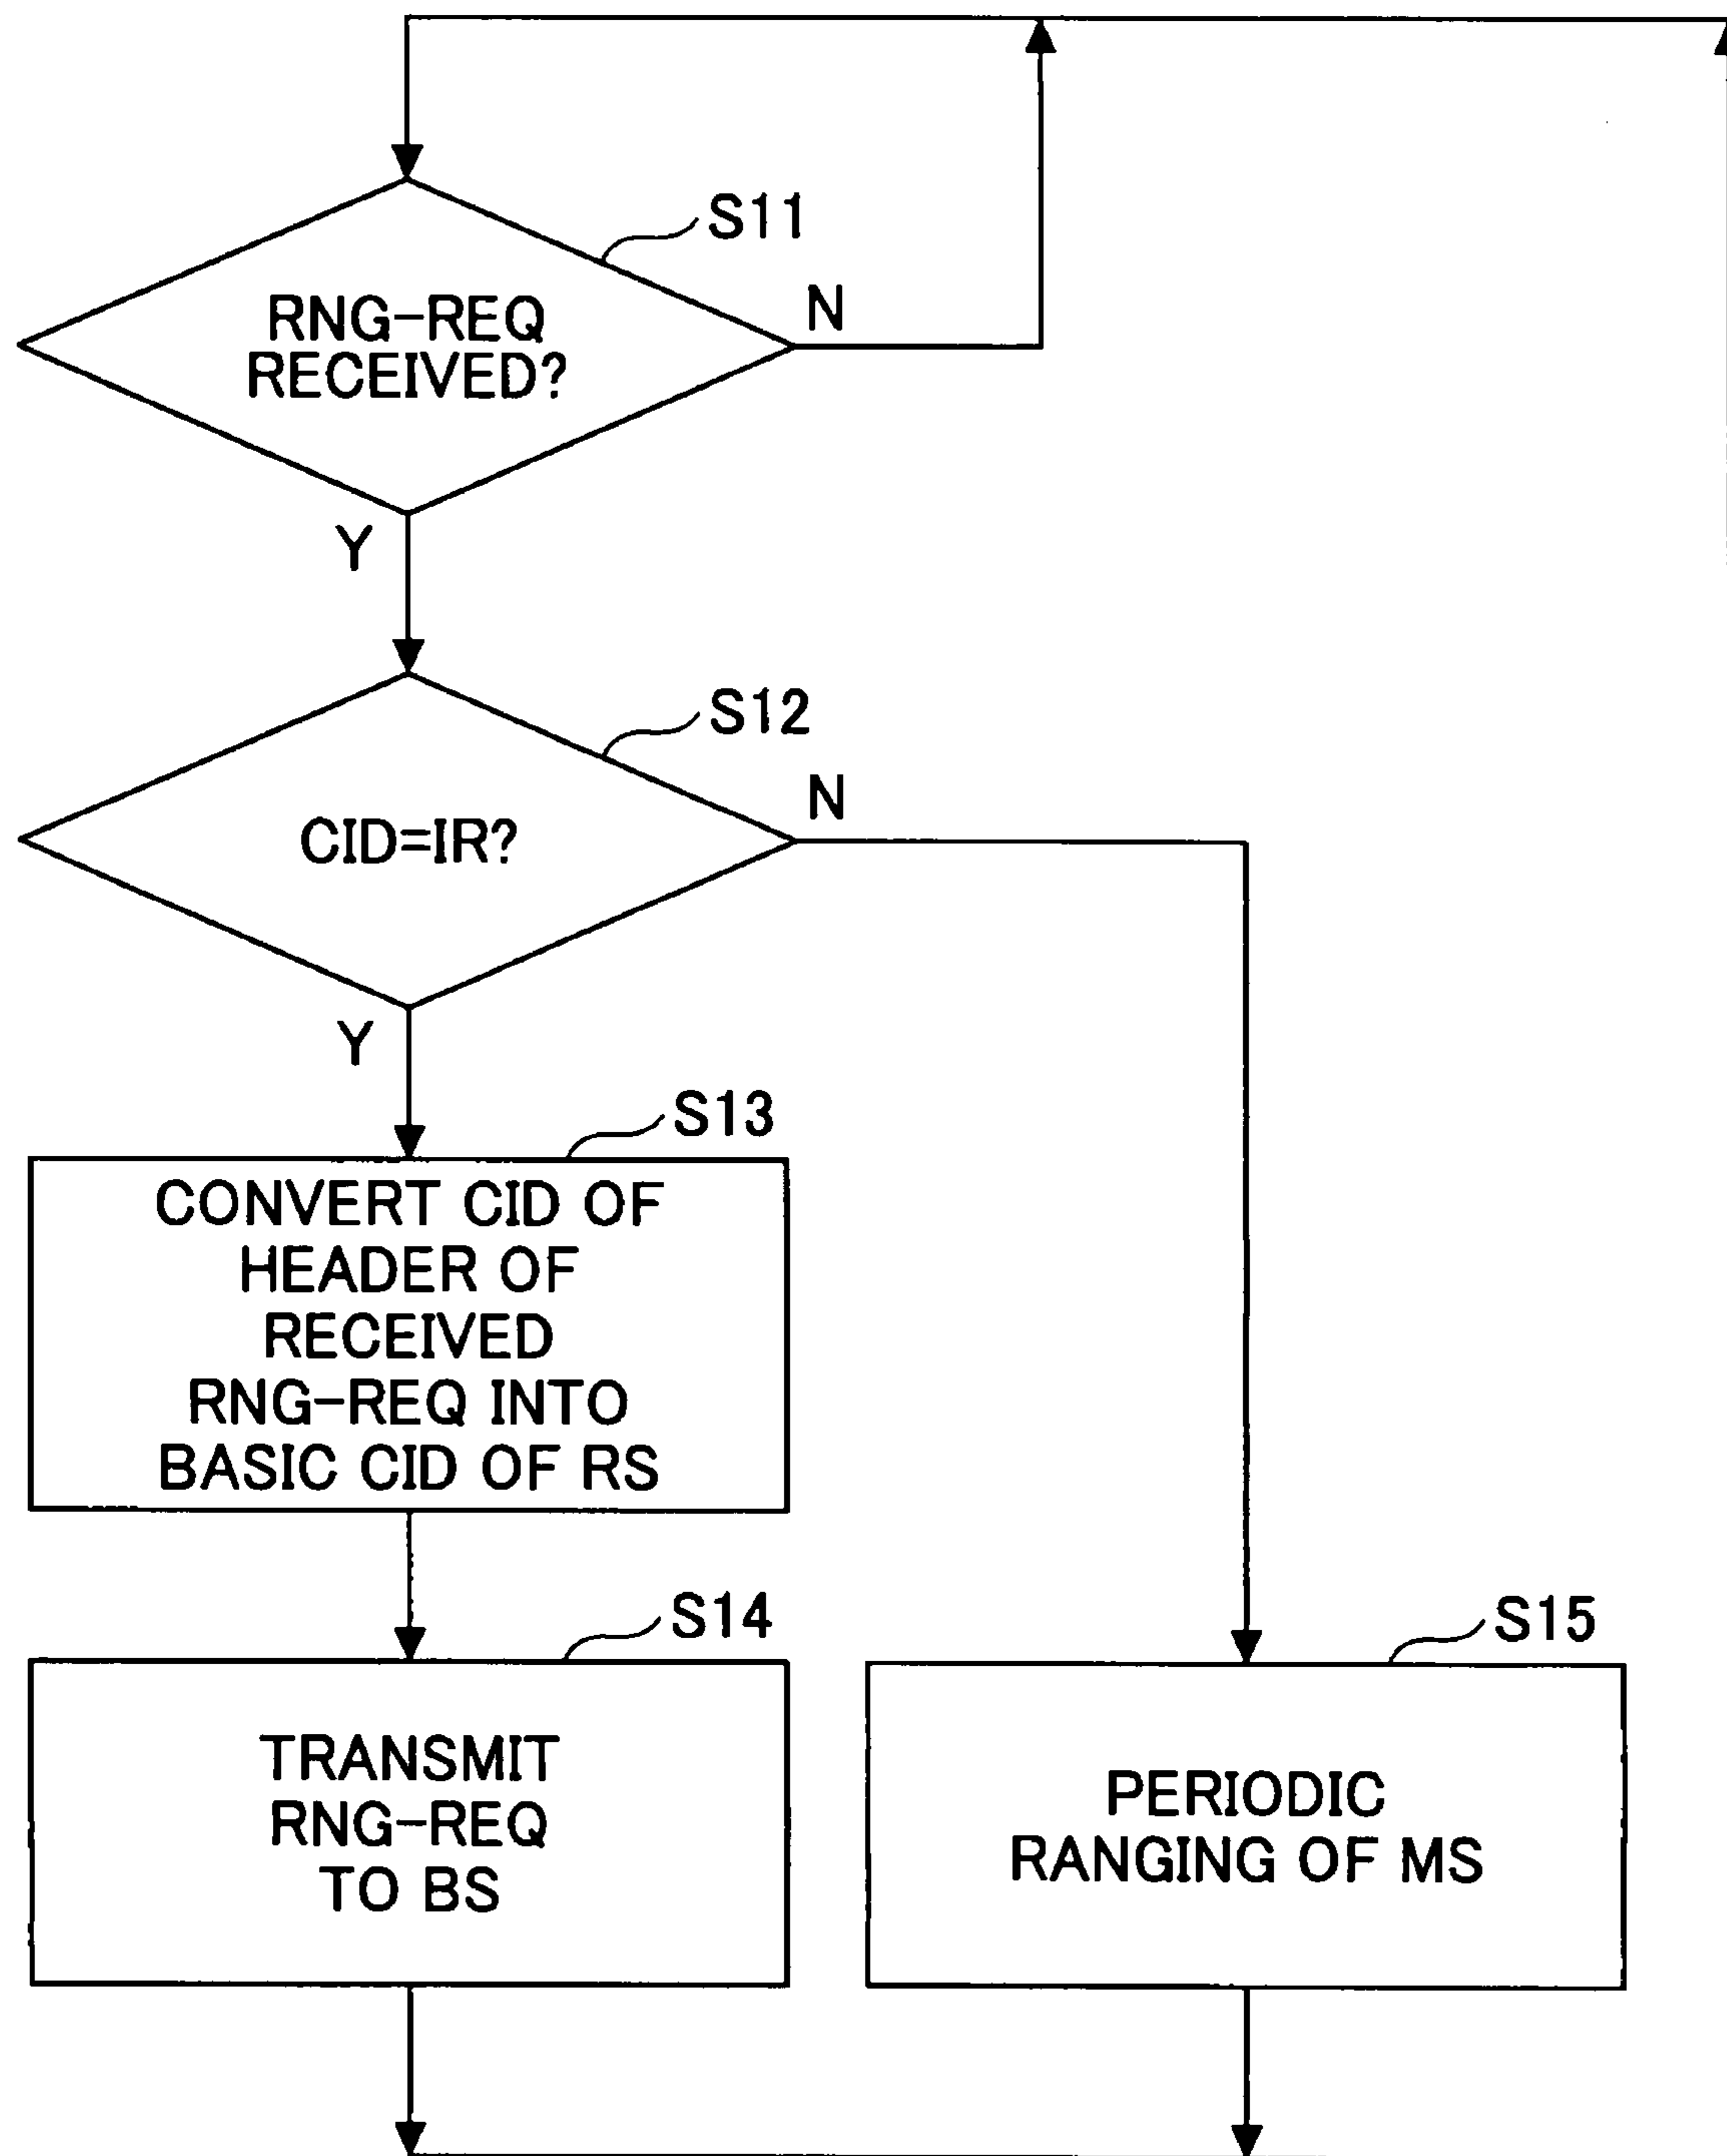 S11
RNG-REQ
RECEIVED?
N
Y
S12
CID=IR?
N
Y
S13
CONVERT CID OF
HEADER OF
RECEIVED
RNG-REQ INTO
BASIC CID OF RS
S14
TRANSMIT
RNG-REQ
TO BS
S15
PERIODIC
RANGING OF MS